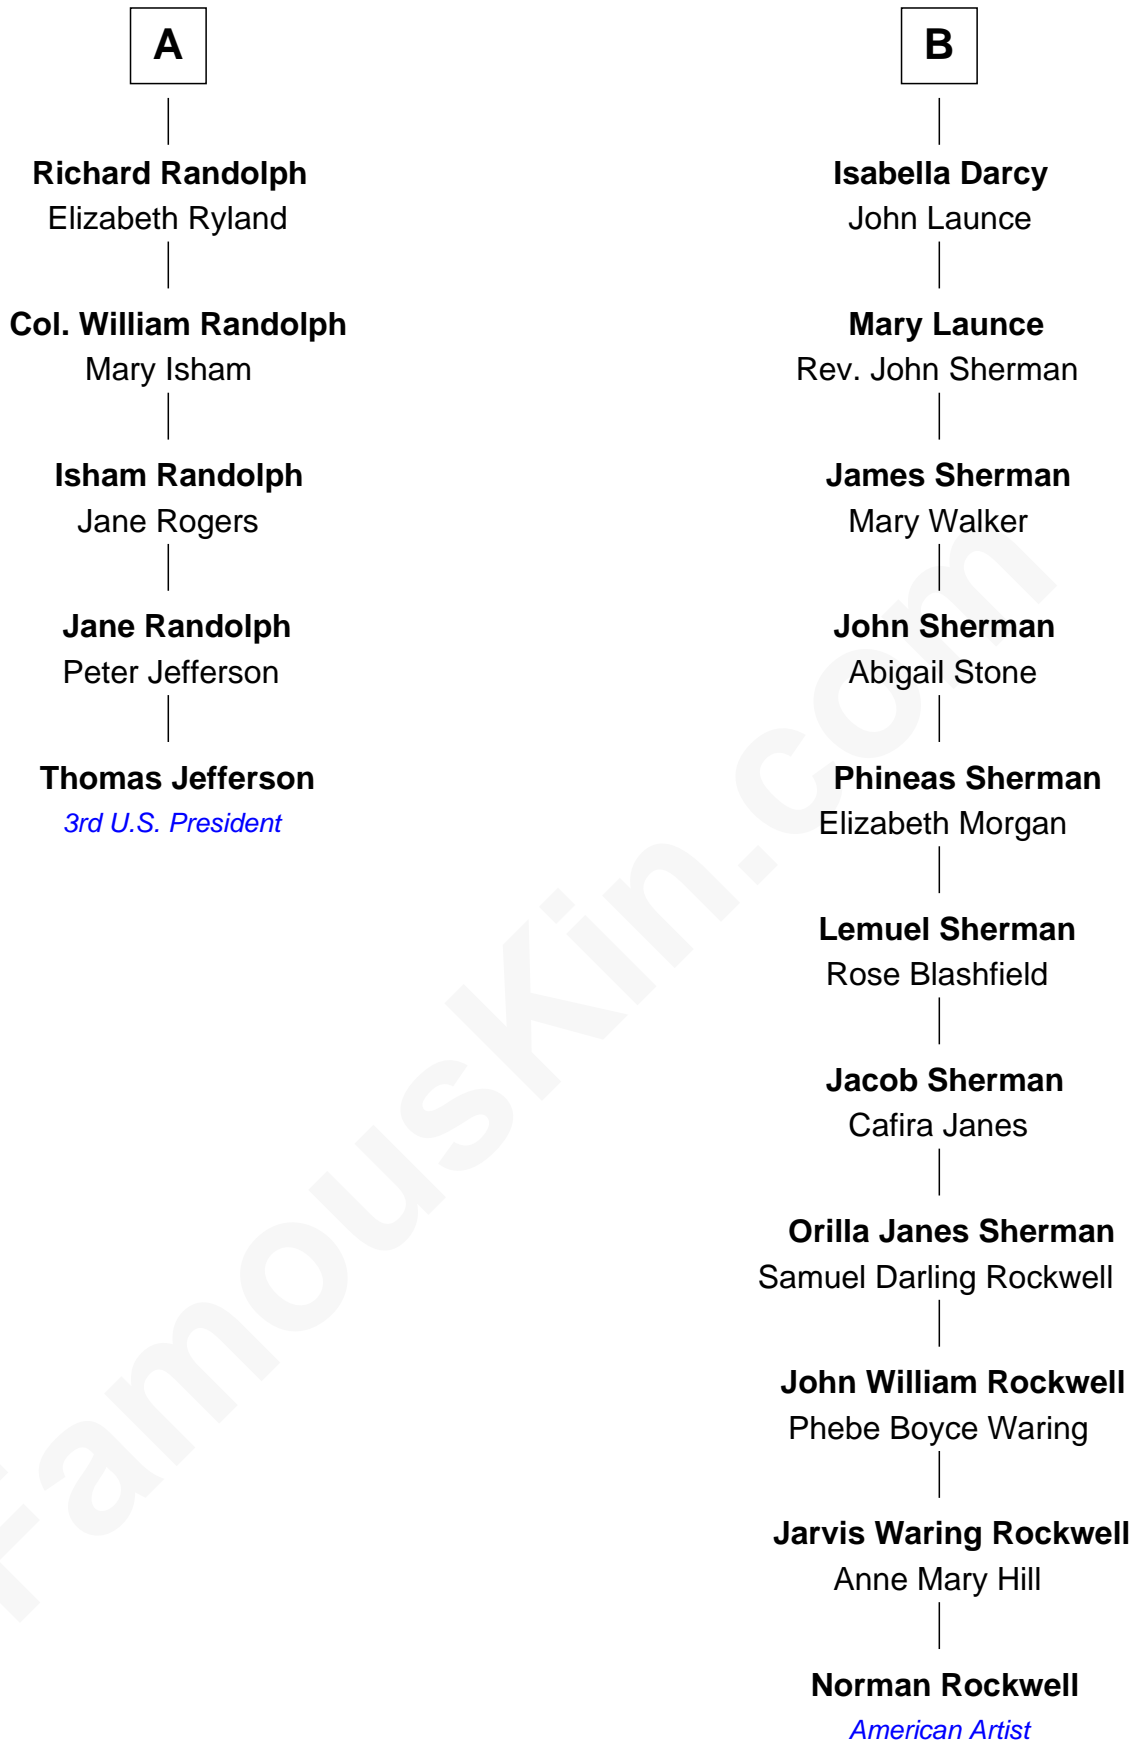 A
Richard Randolph
Elizabeth Ryland
Col. William Randolph
Mary Isham
Isham Randolph
Jane Rogers
Jane Randolph
Peter Jefferson
Thomas Jefferson
3rd U.S. President
B
Isabella Darcy
John Launce
Mary Launce
Rev. John Sherman
James Sherman
Mary Walker
John Sherman
Abigail Stone
Phineas Sherman
Elizabeth Morgan
Lemuel Sherman
Rose Blashfield
Jacob Sherman
Cafira Janes
Orilla Janes Sherman
Samuel Darling Rockwell
John William Rockwell
Phebe Boyce Waring
Jarvis Waring Rockwell
Anne Mary Hill
Norman Rockwell
American Artist
FamousKin.com